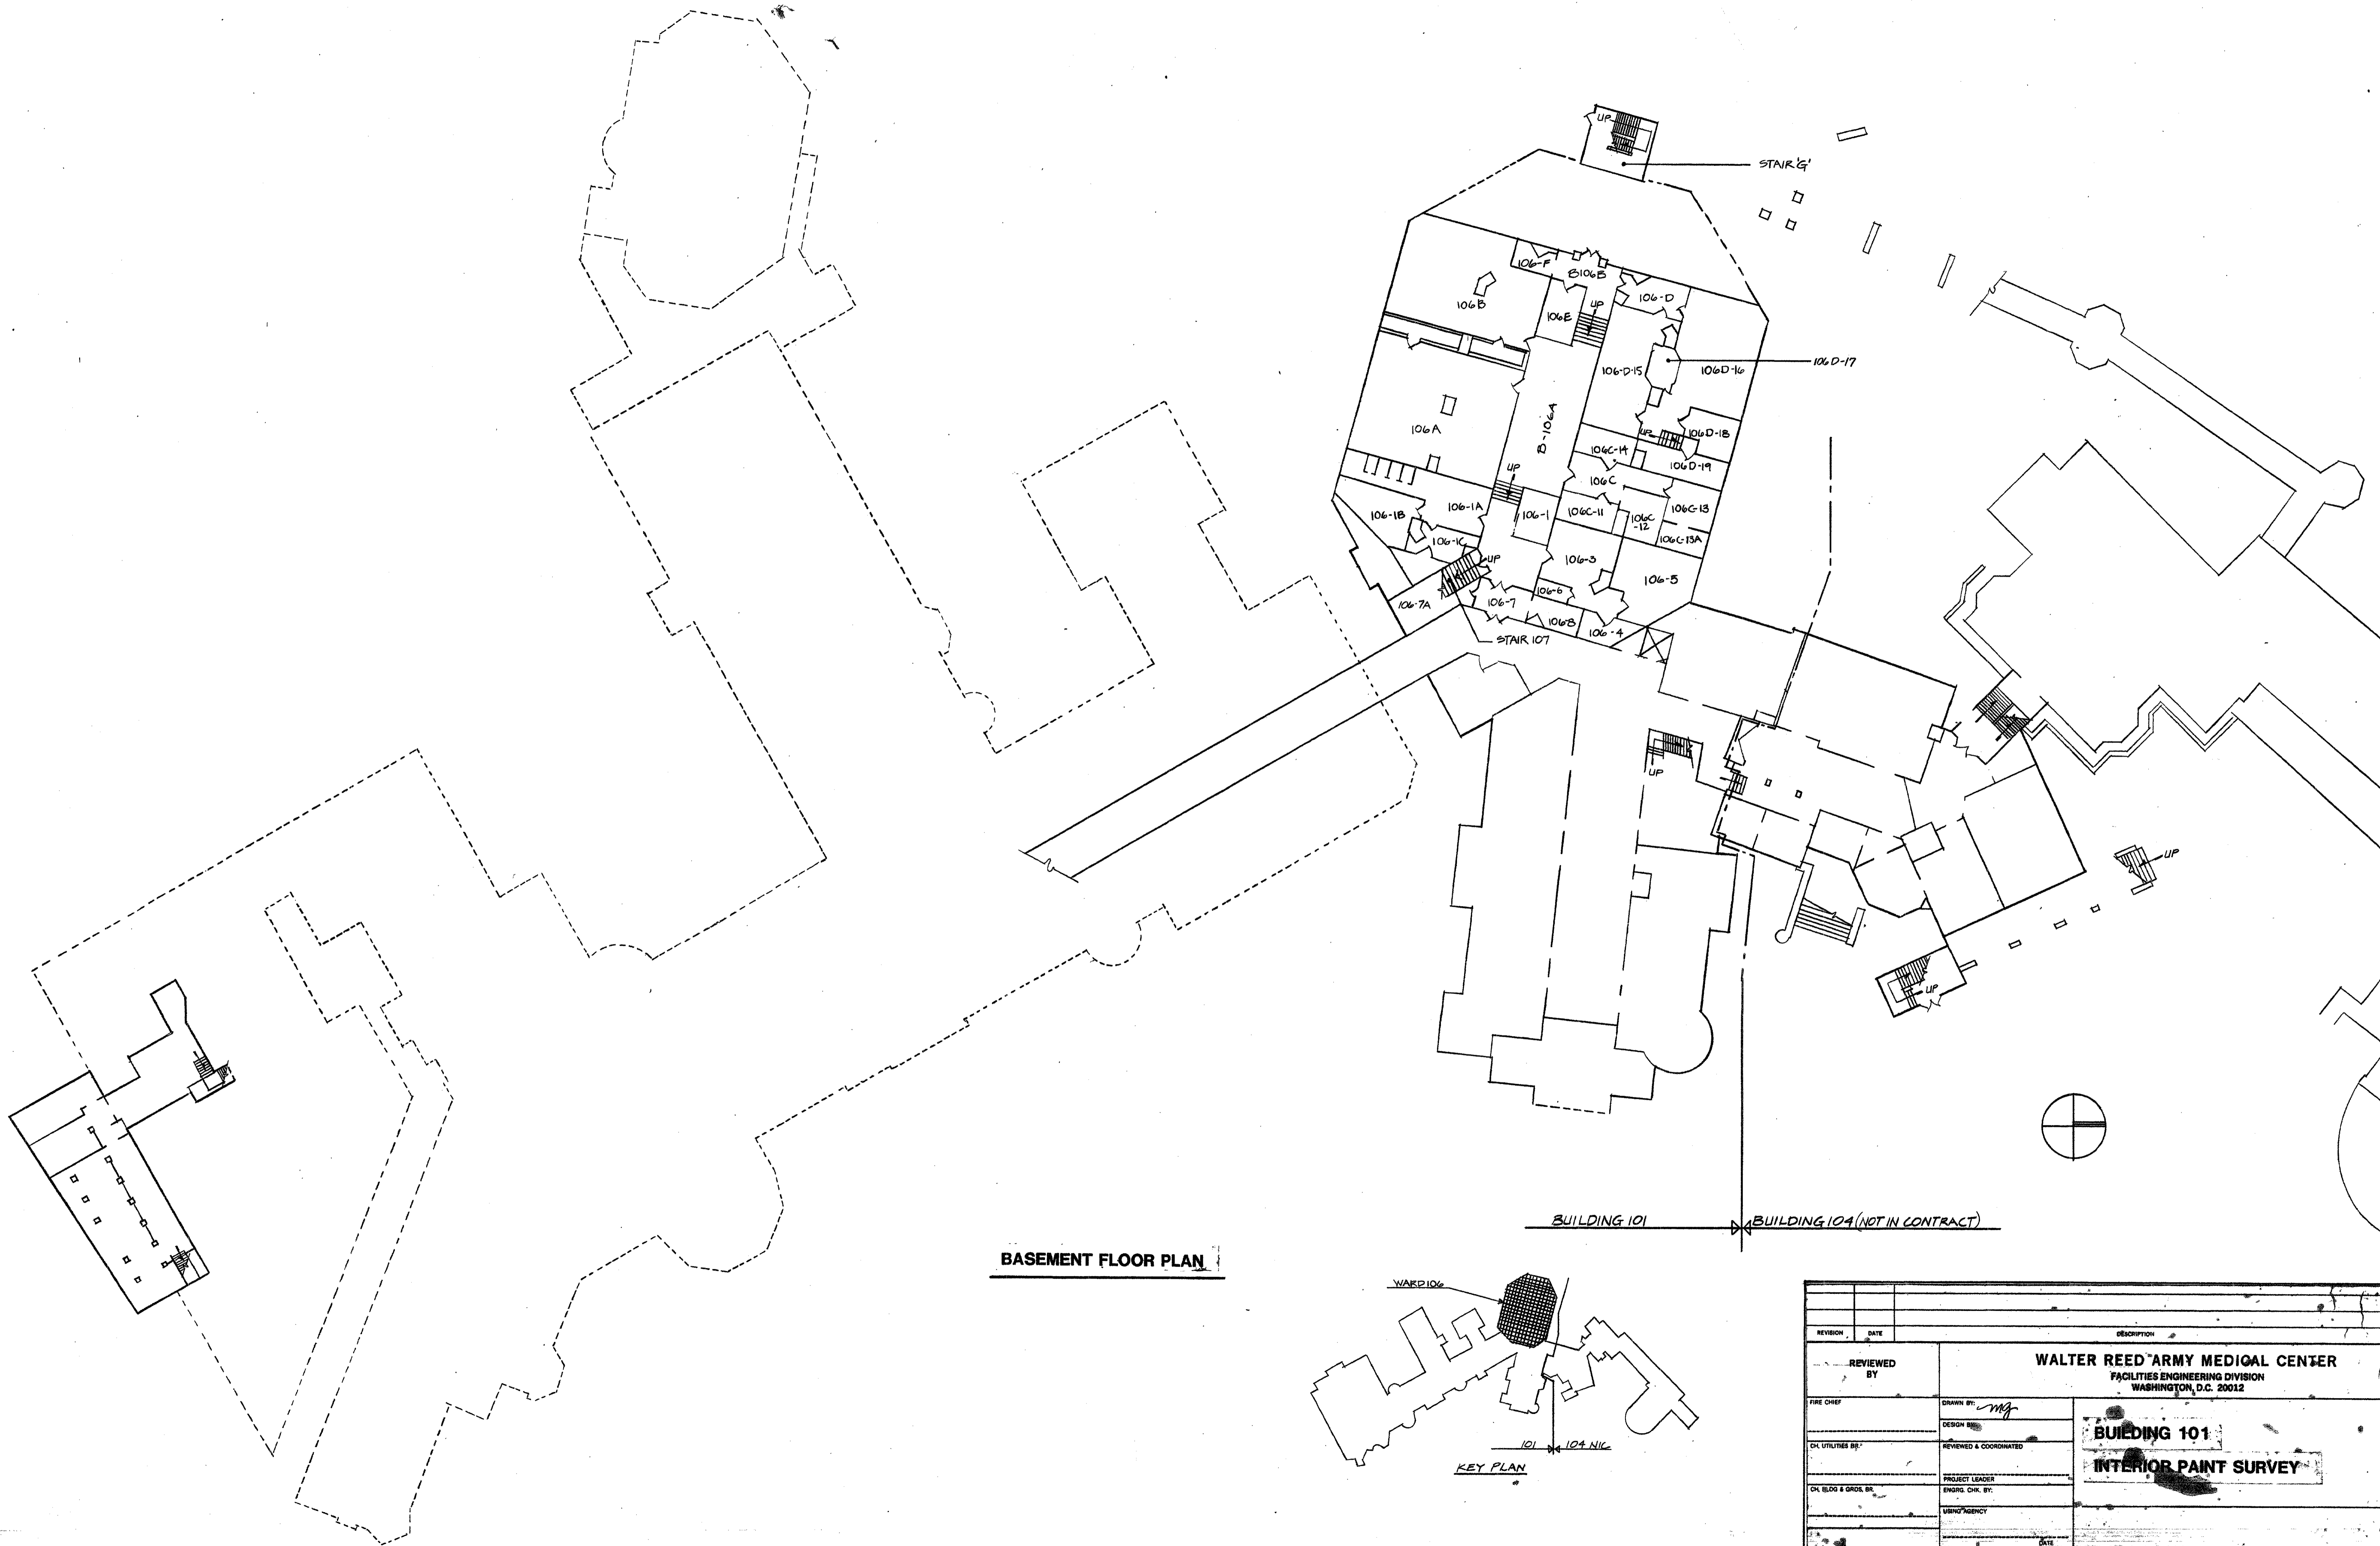 UP
STAIR 'G'
106-F
B106B
106-D
106B
UP
106E
106D-17
106-D-15
106D-16
B-106A
106A
UP
106D-18
106C-14
106D-19
UP
106C
106-1A
106-1
106C-11
106C-13
106-1B
106C
-12
106-1C
106C-13A
UP
106-3
106-5
106-6
106-7A
106-7
106-8
106-4
STAIR 107
UP
UP
UP
BUILDING 101
BUILDING 104 (NOT IN CONTRACT)
BASEMENT FLOOR PLAN
WARD 106
101
104 NIC
KEY PLAN
REVISION
DATE
DESCRIPTION
REVIEWED
BY
WALTER REED ARMY MEDICAL CENTER
FACILITIES ENGINEERING DIVISION
WASHINGTON, D.C. 20012
FIRE CHIEF
DRAWN BY: mg
DESIGN BY:
CH. UTILITIES BR.
REVIEWED & COORDINATED
BUILDING 101
INTERIOR PAINT SURVEY
PROJECT LEADER
CH. BLDG & GRDS. BR.
ENGRG. CHK. BY:
USING AGENCY
DATE